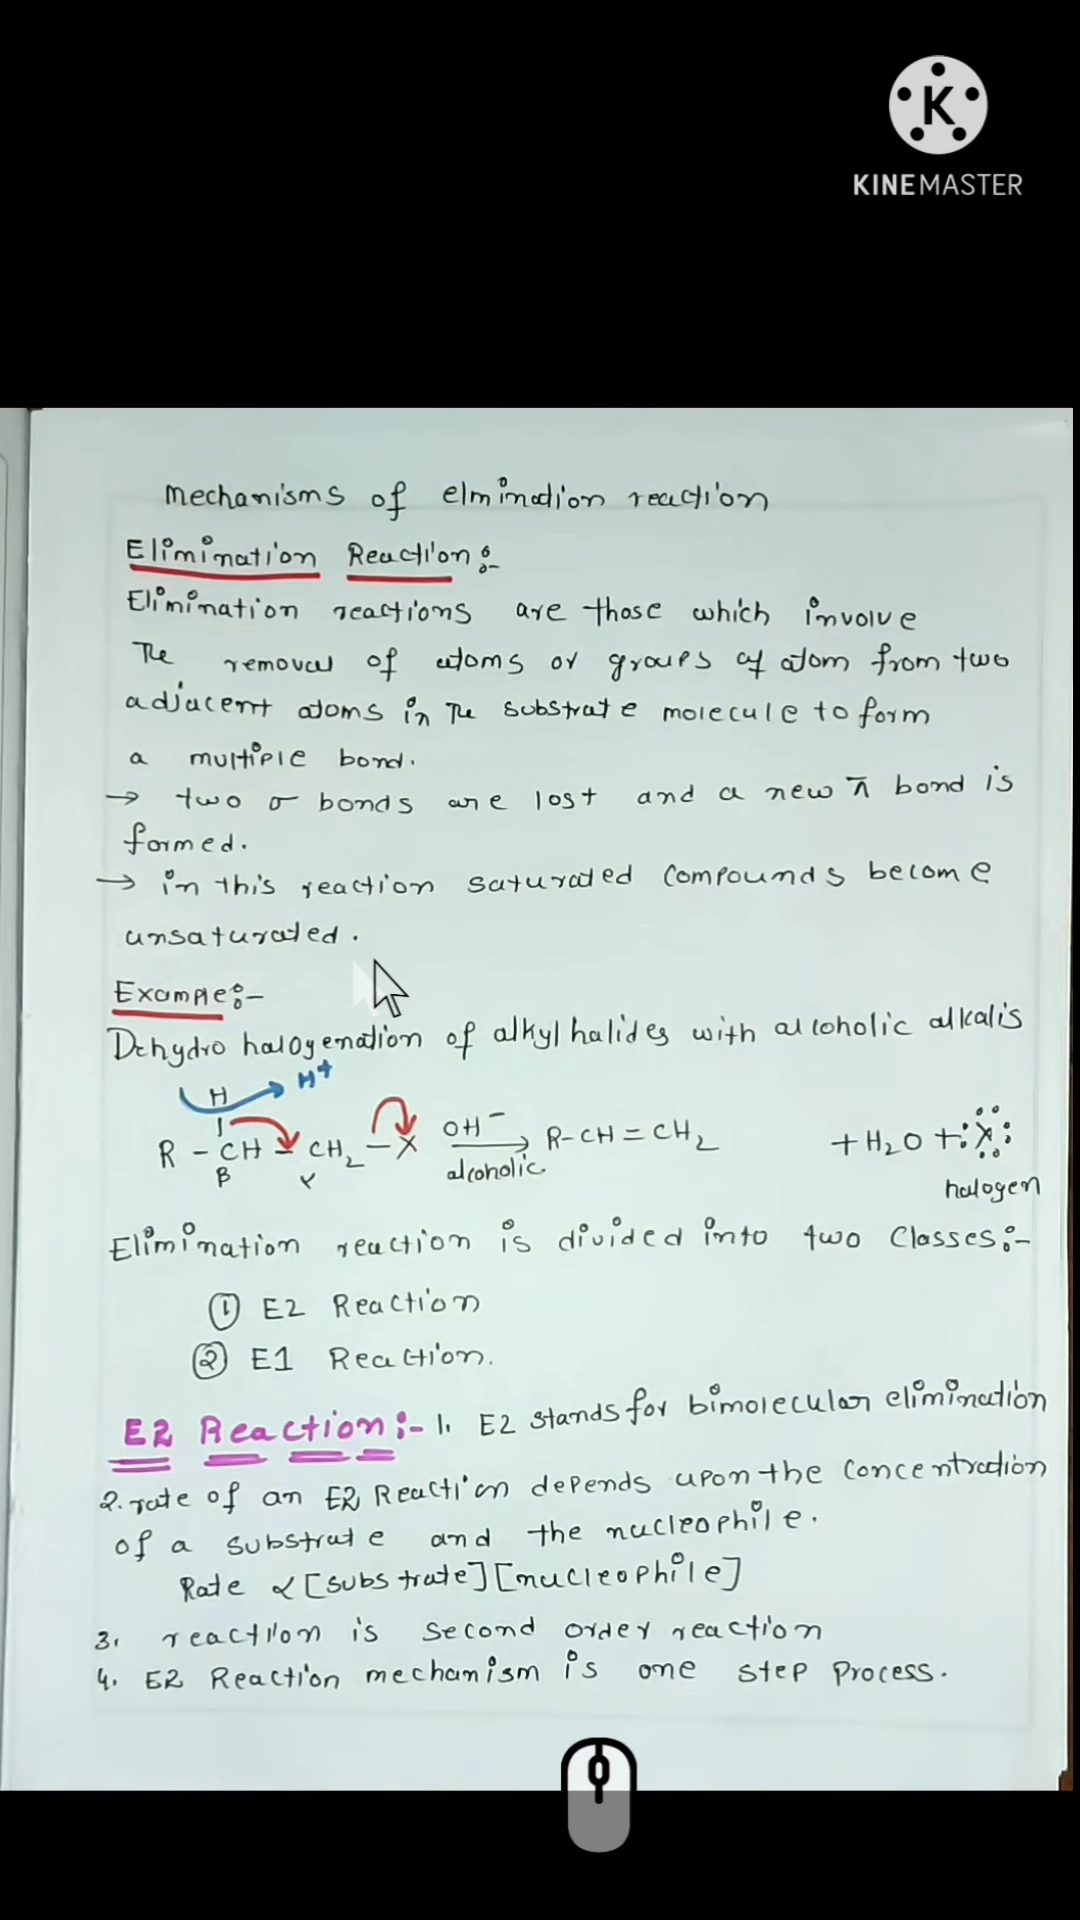 K
KINEMASTER
Mechanisms of elmination reaction
Elimination Reaction:-
Elimination reactions are those which involve
The removal of atoms or groups of atom from two
adjacent atoms in The substrate molecule to form
a multiple bond.
→ two σ bonds are lost and a new π bond is
formed.
→ in this reaction saturated compounds become
unsaturated.
Example:-
Dehydro halogenation of alkyl halides with alcoholic alkalis
H → H+
R - CH - CH2 - X OH- → R-CH=CH2 + H2O + :X:
β α alcoholic halogen
Elimination reaction is divided into two Classes:-
① E2 Reaction
② E1 Reaction.
E2 Reaction:- 1. E2 stands for bimolecular elimination
2. rate of an E2 Reaction depends upon the Concentration
of a substrate and the nucleophile.
Rate ∝ [substrate][nucleophile]
3. reaction is second order reaction
4. E2 Reaction mechanism is one step process.